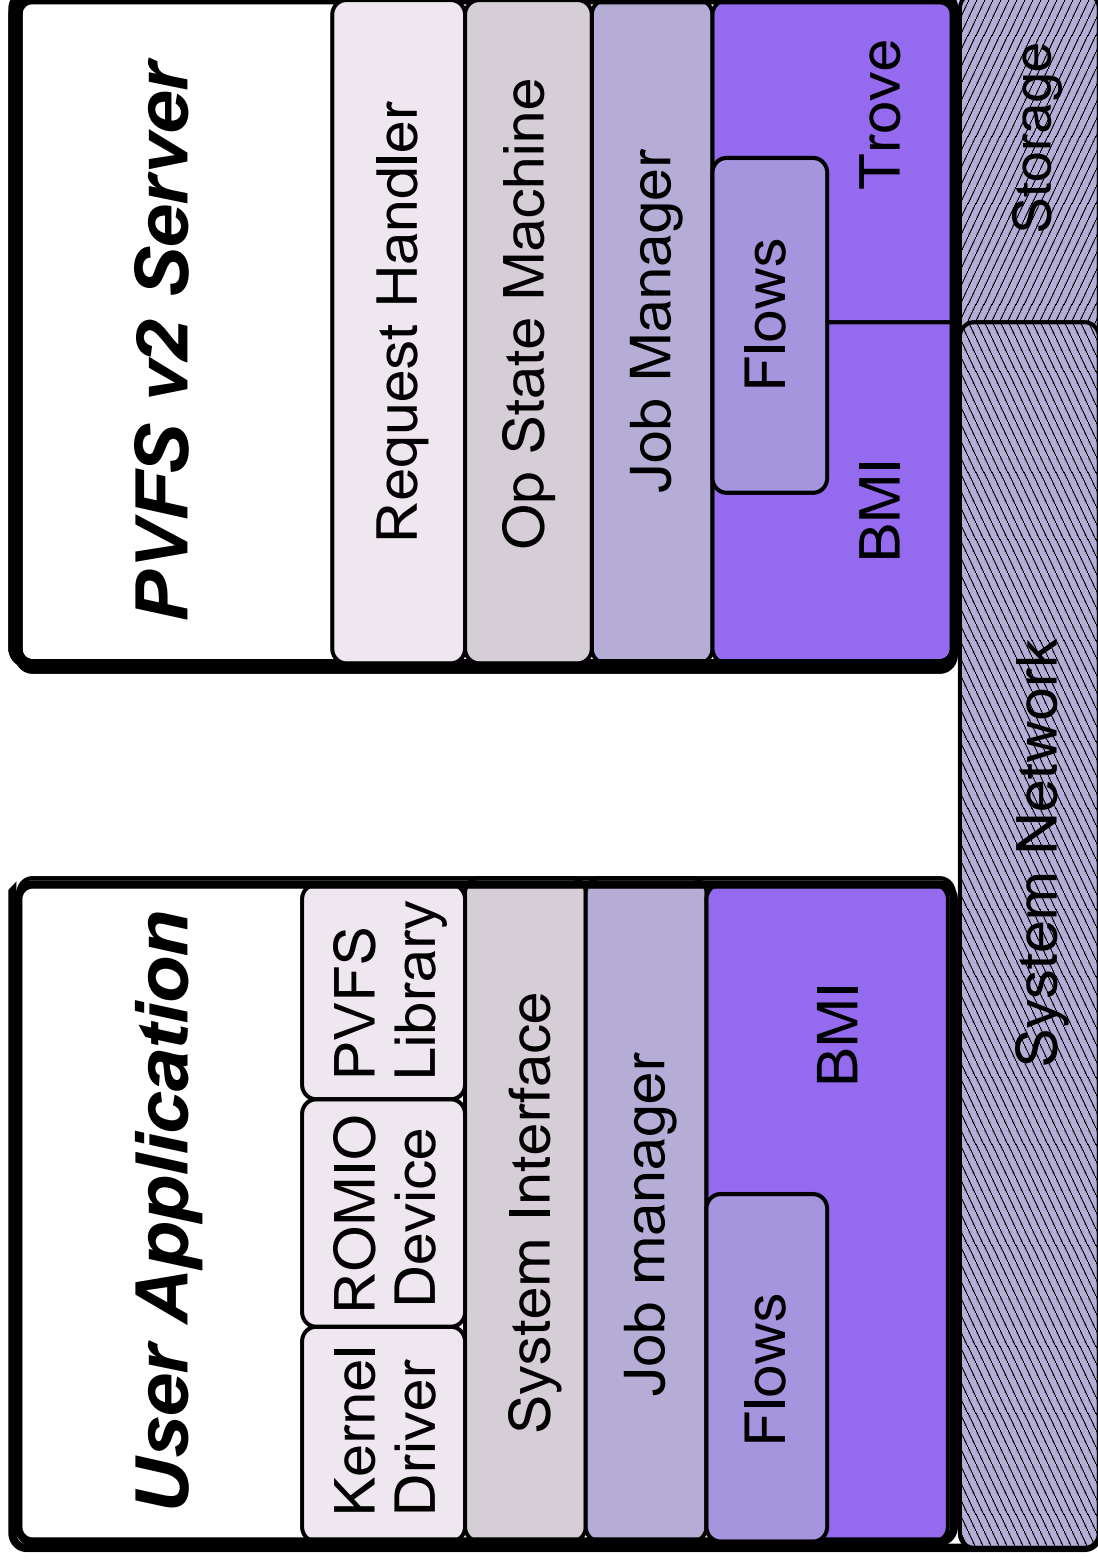 User Application
Kernel
Driver
ROMIO
Device
PVFS
Library
System Interface
Job manager
Flows
BMI
PVFS v2 Server
Request Handler
Op State Machine
Job Manager
Flows
BMI
Trove
System Network
Storage